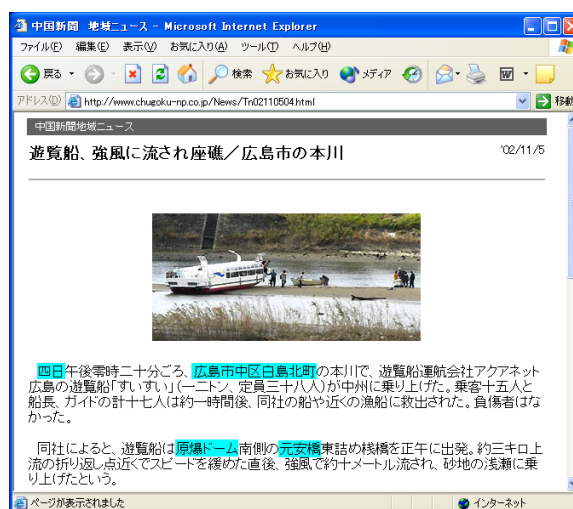 中国新聞 地域ニュース - Microsoft Internet Explorer
ファイル(F) 編集(E) 表示(V) お気に入り(A) ツール(T) ヘルプ(H)
戻る 検索 お気に入り メディア
アドレス(D) http://www.chugoku-np.co.jp/News/Tn02110504.html 移動
中国新聞地域ニュース
遊覧船、強風に流され座礁／広島市の本川 '02/11/5
四日午後零時二十分ごろ、広島市中区白島北町の本川で、遊覧船運航会社アクアネット
広島の遊覧船「すいすい」（一二トン、定員三十八人）が中州に乗り上げた。乗客十五人と
船長、ガイドの計十七人は約一時間後、同社の船や近くの漁船に救出された。負傷者はな
かった。
同社によると、遊覧船は原爆ドーム南側の元安橋東詰め桟橋を正午に出発。約三キロ上
流の折り返し点近くでスピードを緩めた直後、強風で約十メートル流され、砂地の浅瀬に乗
り上げたという。
ページが表示されました インターネット